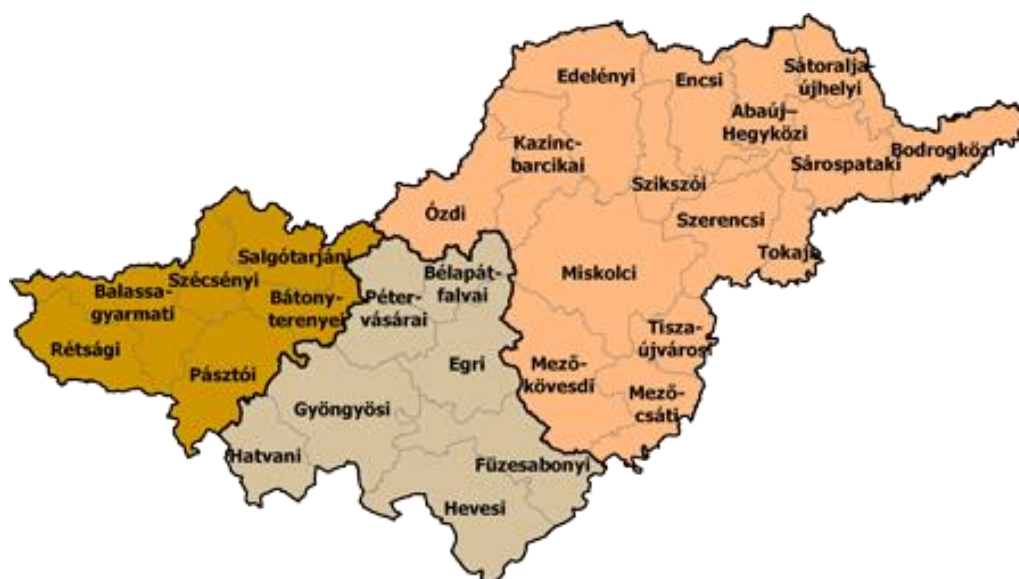 Sátoralja-
újhelyi
Edelényi
Encsi
Abaúj–
Hegyközi
Bodrogközi
Kazinc-
barcikai
Sárospataki
Szikszói
Ózdi
Szerencsi
Tokaji
Salgótarjáni
Szécsényi
Bélapát-
falvai
Miskolci
Balassa-
gyarmati
Bátony-
terenyei
Péter-
vásárai
Tisza-
újvárosi
Rétsági
Egri
Mező-
kövesdi
Pásztói
Mező-
csáti
Gyöngyösi
Hatvani
Füzesabonyi
Hevesi